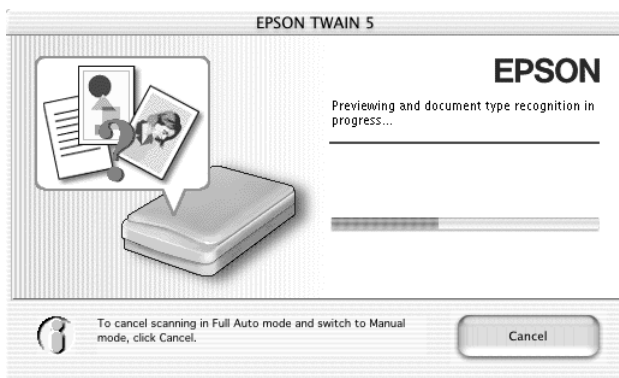 EPSON TWAIN 5
EPSON
Previewing and document type recognition in
progress...
To cancel scanning in Full Auto mode and switch to Manual
mode, click Cancel.
Cancel